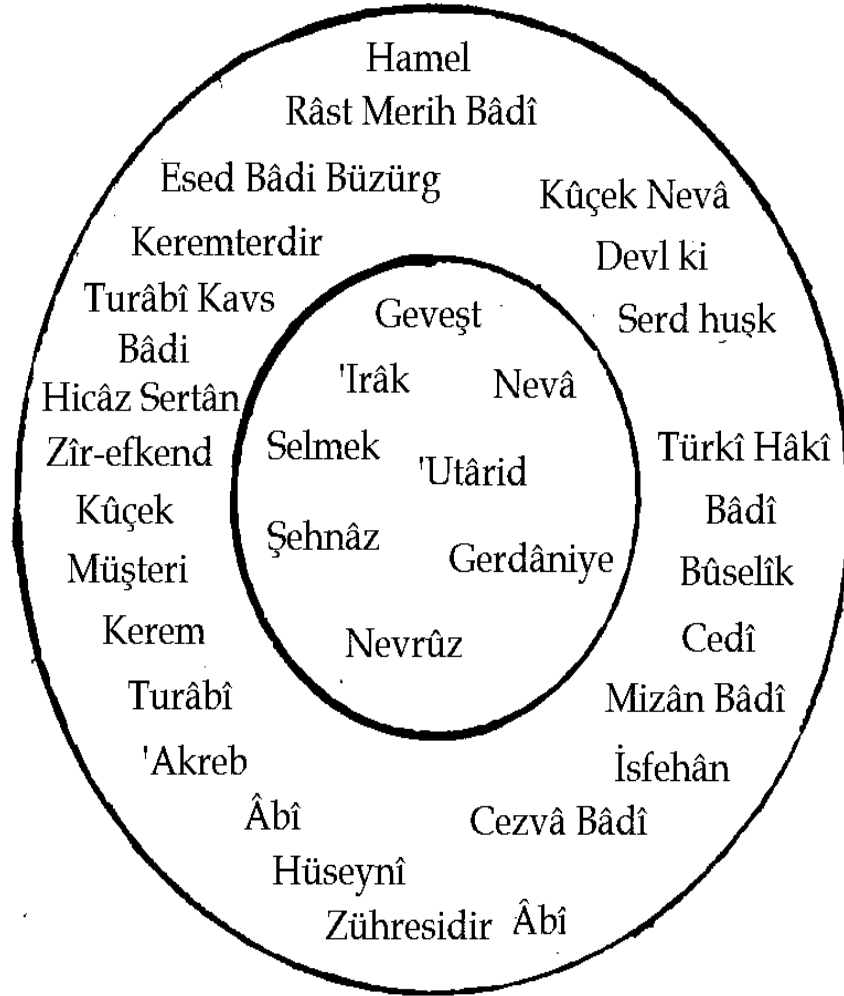 Hamel
Râst Merih Bâdî
Esed Bâdi Büzürg
Keremterdir
Turâbî Kavs
Bâdi
Hicâz Sertân
Zîr-efkend
Kûçek
Müşteri
Kerem
Turâbî
'Akreb
Âbî
Hüseynî
Zühresidir Âbî
Kûçek Nevâ
Devl ki
Serd huşk
Türkî Hâkî
Bâdî
Bûselîk
Cedî
Mizân Bâdî
İsfehân
Cezvâ Bâdî
Geveşt
'Irâk
Nevâ
Selmek
'Utârid
Şehnâz
Gerdâniye
Nevrûz